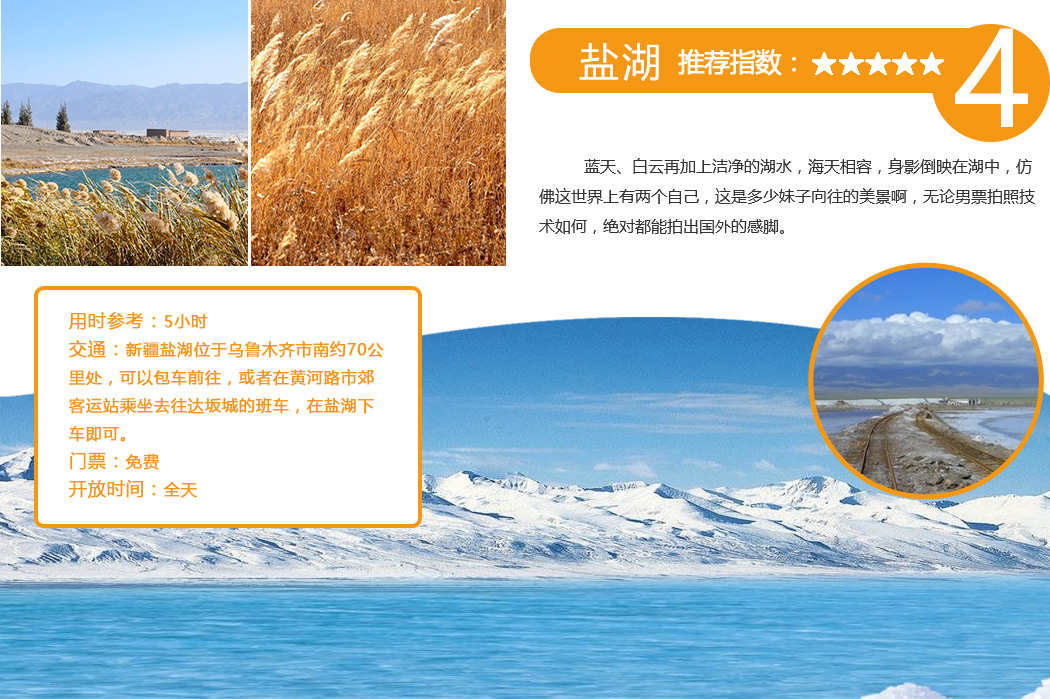 盐湖 推荐指数：★★★★★ 4
蓝天、白云再加上洁净的湖水，海天相容，身影倒映在湖中，仿
佛这世界上有两个自己，这是多少妹子向往的美景啊，无论男票拍照技
术如何，绝对都能拍出国外的感脚。
用时参考：5小时
交通：新疆盐湖位于乌鲁木齐市南约70公
里处，可以包车前往，或者在黄河路市郊
客运站乘坐去往达坂城的班车，在盐湖下
车即可。
门票：免费
开放时间：全天